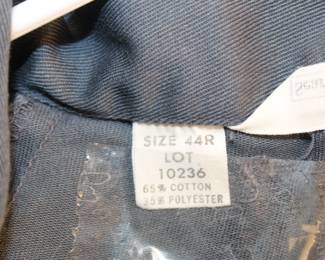 SIZE 44R
LOT
10236
65% COTTON
35% POLYESTER